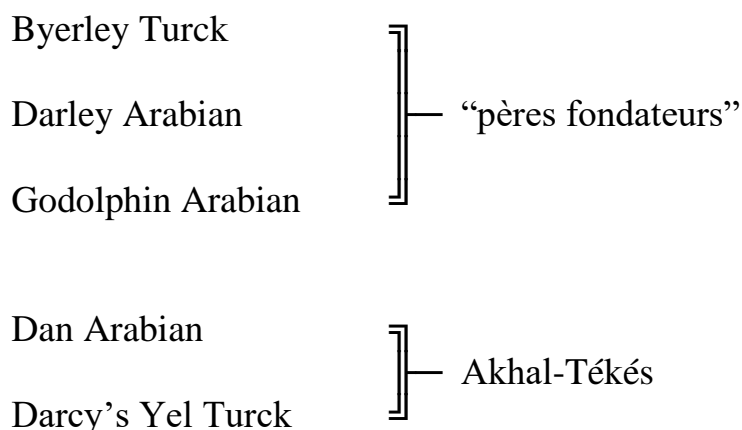 Byerley Turck
Darley Arabian
“pères fondateurs”
Godolphin Arabian
Dan Arabian
Akhal-Tékés
Darcy’s Yel Turck